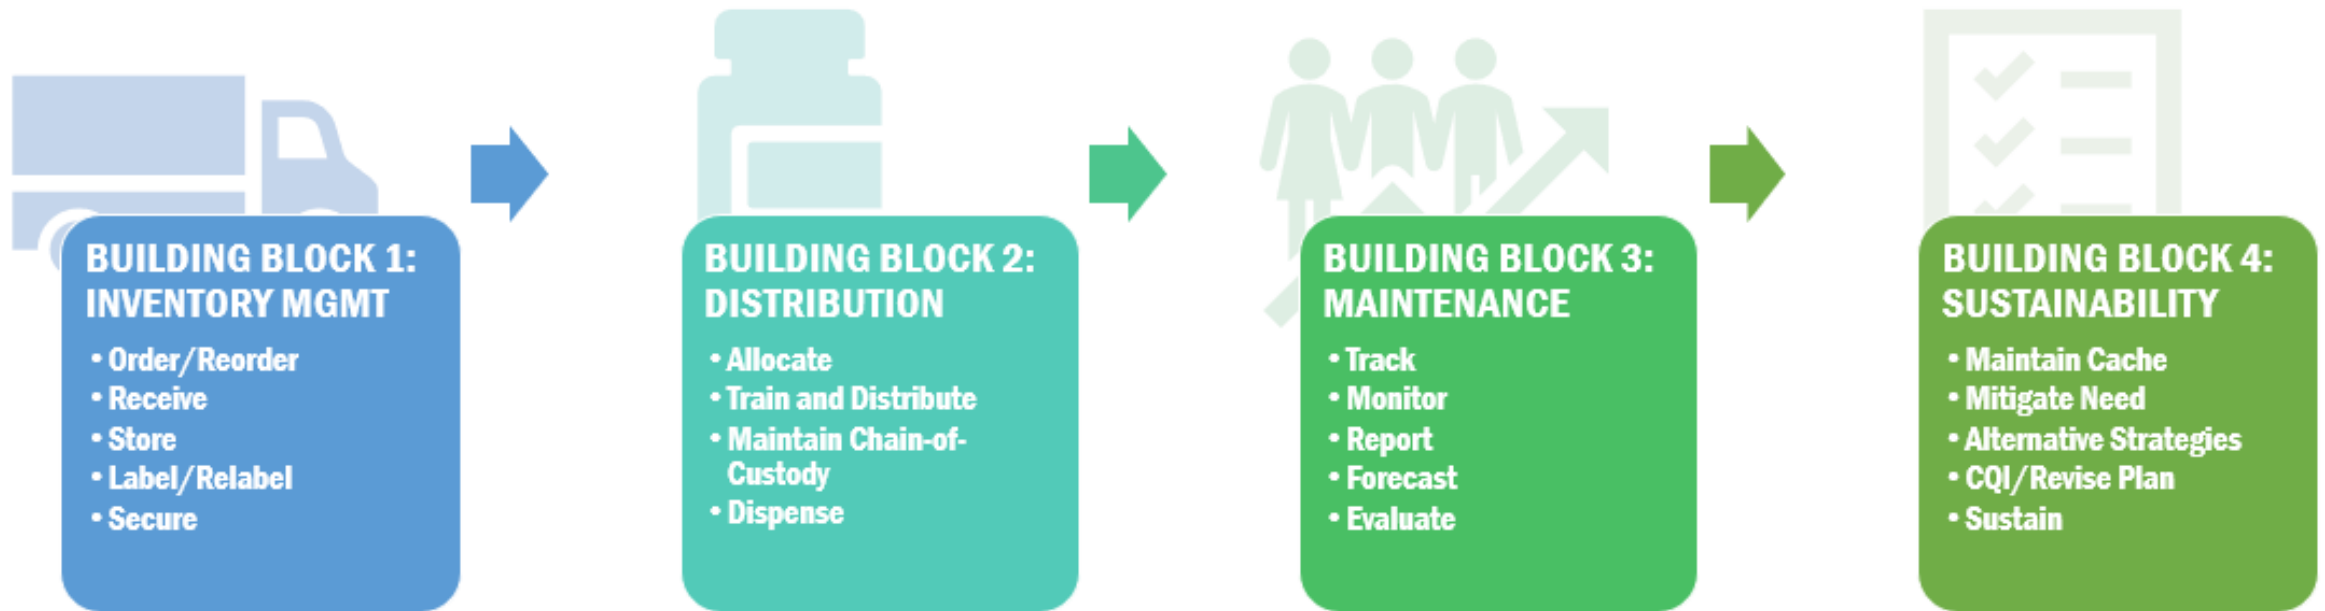 BUILDING BLOCK 1:
INVENTORY MGMT
• Order/Reorder
• Receive
• Store
• Label/Relabel
• Secure
BUILDING BLOCK 2:
DISTRIBUTION
• Allocate
• Train and Distribute
• Maintain Chain-of-
Custody
• Dispense
BUILDING BLOCK 3:
MAINTENANCE
• Track
• Monitor
• Report
• Forecast
• Evaluate
BUILDING BLOCK 4:
SUSTAINABILITY
• Maintain Cache
• Mitigate Need
• Alternative Strategies
• CQI/Revise Plan
• Sustain